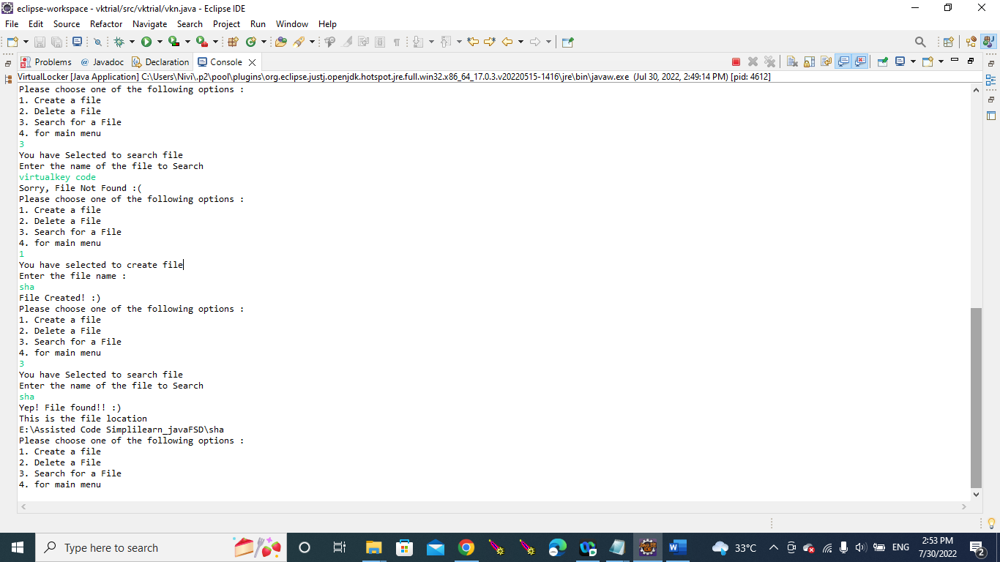 eclipse-workspace - vktrial/src/vktrial/vkn.java - Eclipse IDE
File Edit Source Refactor Navigate Search Project Run Window Help
Problems @ Javadoc Declaration Console
VirtualLocker [Java Application] C:\Users\Nivi\.p2\pool\plugins\org.eclipse.justj.openjdk.hotspot.jre.full.win32.x86_64_17.0.3.v20220515-1416\jre\bin\javaw.exe (Jul 30, 2022, 2:49:14 PM) [pid: 4612]
Please choose one of the following options :
1. Create a file
2. Delete a File
3. Search for a File
4. for main menu
3
You have Selected to search file
Enter the name of the file to Search
virtualkey code
Sorry, File Not Found :(
Please choose one of the following options :
1. Create a file
2. Delete a File
3. Search for a File
4. for main menu
1
You have selected to create file
Enter the file name :
sha
File Created! :)
Please choose one of the following options :
1. Create a file
2. Delete a File
3. Search for a File
4. for main menu
3
You have Selected to search file
Enter the name of the file to Search
sha
Yep! File found!! :)
This is the file location
E:\Assisted Code Simplilearn_javaFSD\sha
Please choose one of the following options :
1. Create a file
2. Delete a File
3. Search for a File
4. for main menu
Type here to search
33°C
ENG
2:53 PM
7/30/2022
2